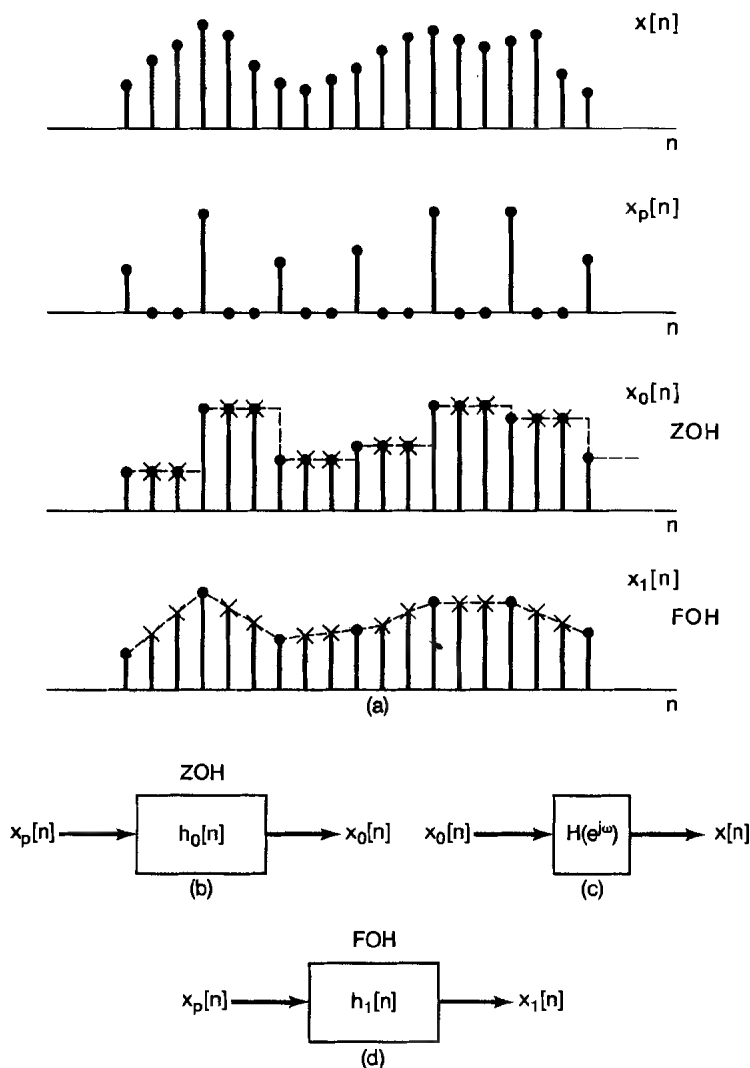 x[n]
n
xp[n]
n
x0[n]
ZOH
n
x1[n]
FOH
n
(a)
ZOH
xp[n] h0[n] x0[n]
(b)
x0[n] H(e^jω) x[n]
(c)
FOH
xp[n] h1[n] x1[n]
(d)